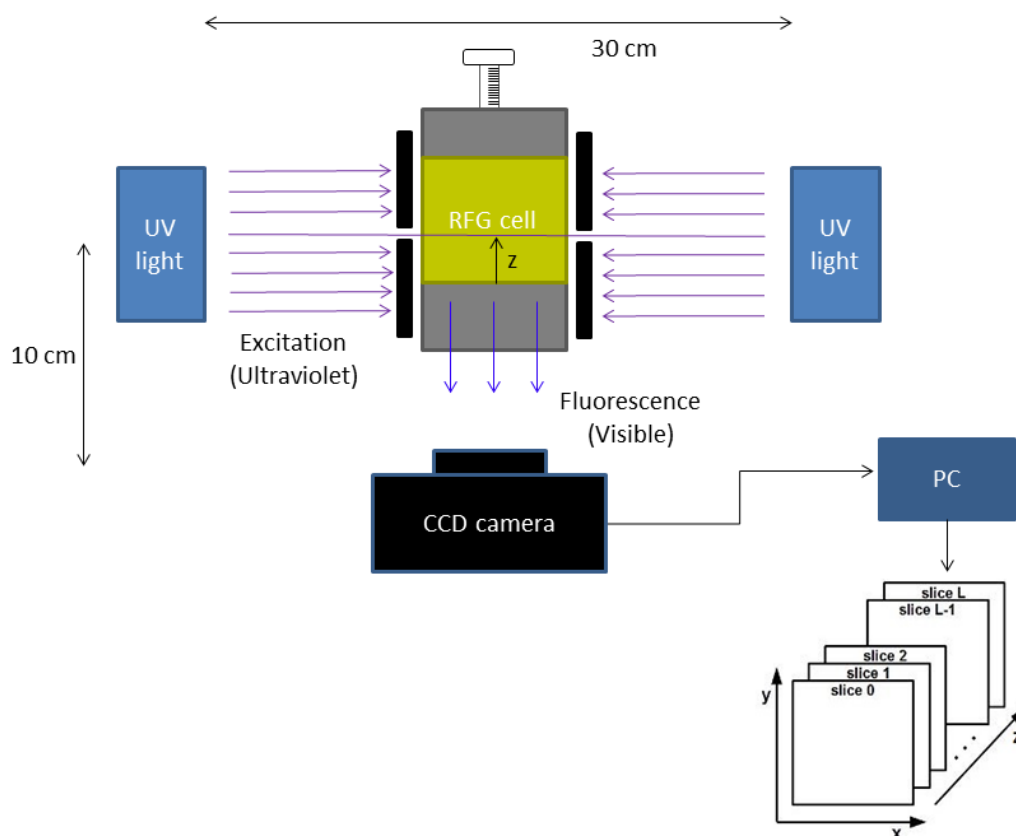 30 cm
UV
light
RFG cell
z
UV
light
10 cm
Excitation
(Ultraviolet)
Fluorescence
(Visible)
CCD camera
PC
slice L
slice L-1
slice 2
slice 1
slice 0
y
z
x